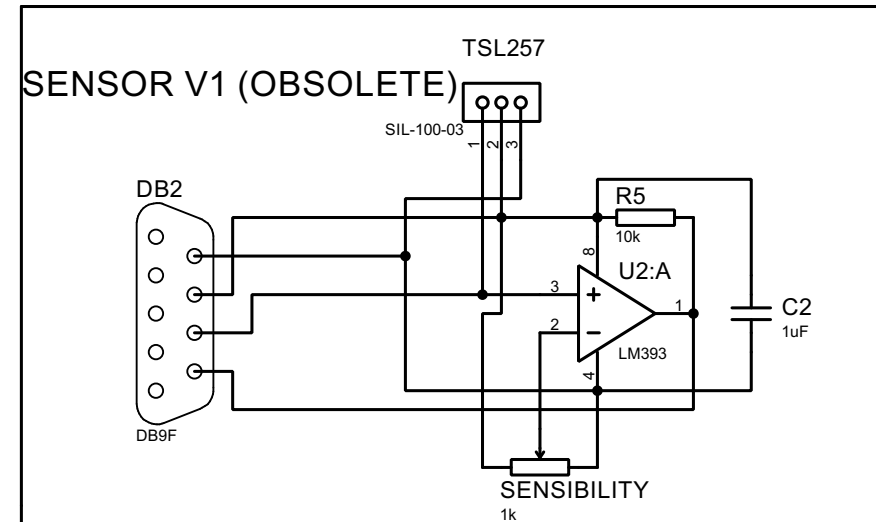 TSL257
SENSOR V1 (OBSOLETE)
SIL-100-03
1
2
3
DB2
R5
10k
8
U2:A
3
2
1
C2
1uF
LM393
4
DB9F
SENSIBILITY
1k